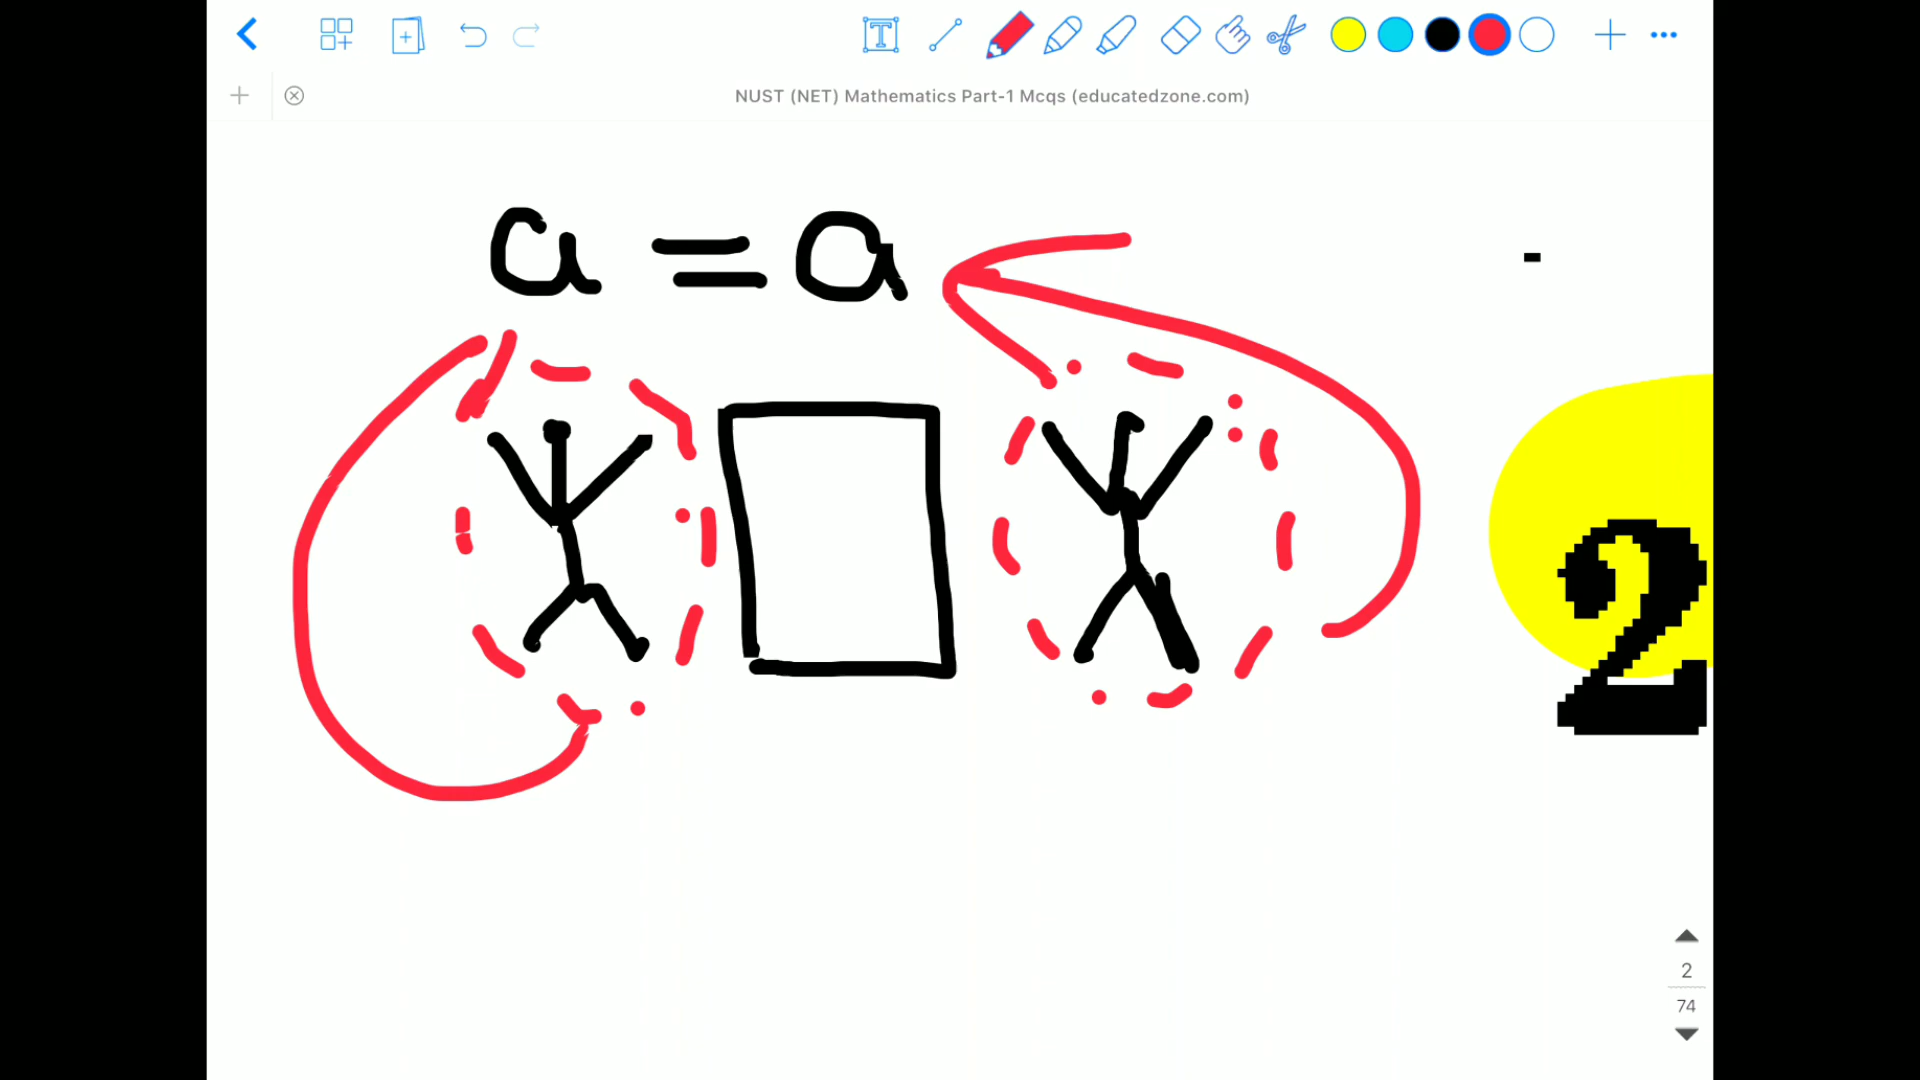 T
NUST (NET) Mathematics Part-1 Mcqs (educatedzone.com)
a = a
-
2
2
74